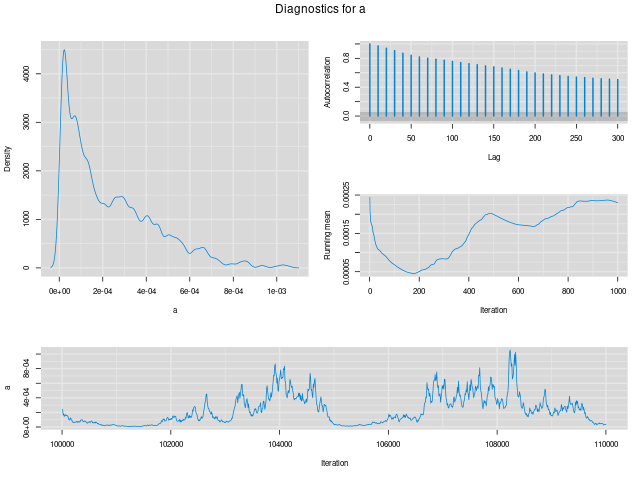 Diagnostics for a
Density
0 1000 2000 3000 4000
0e+00 2e-04 4e-04 6e-04 8e-04 1e-03
a
Autocorrelation
0.0 0.4 0.8
0 50 100 150 200 250 300
Lag
Running mean
0.00005 0.00015 0.00025
0 200 400 600 800 1000
Iteration
a
0e+00 4e-04 8e-04
100000 102000 104000 106000 108000 110000
Iteration